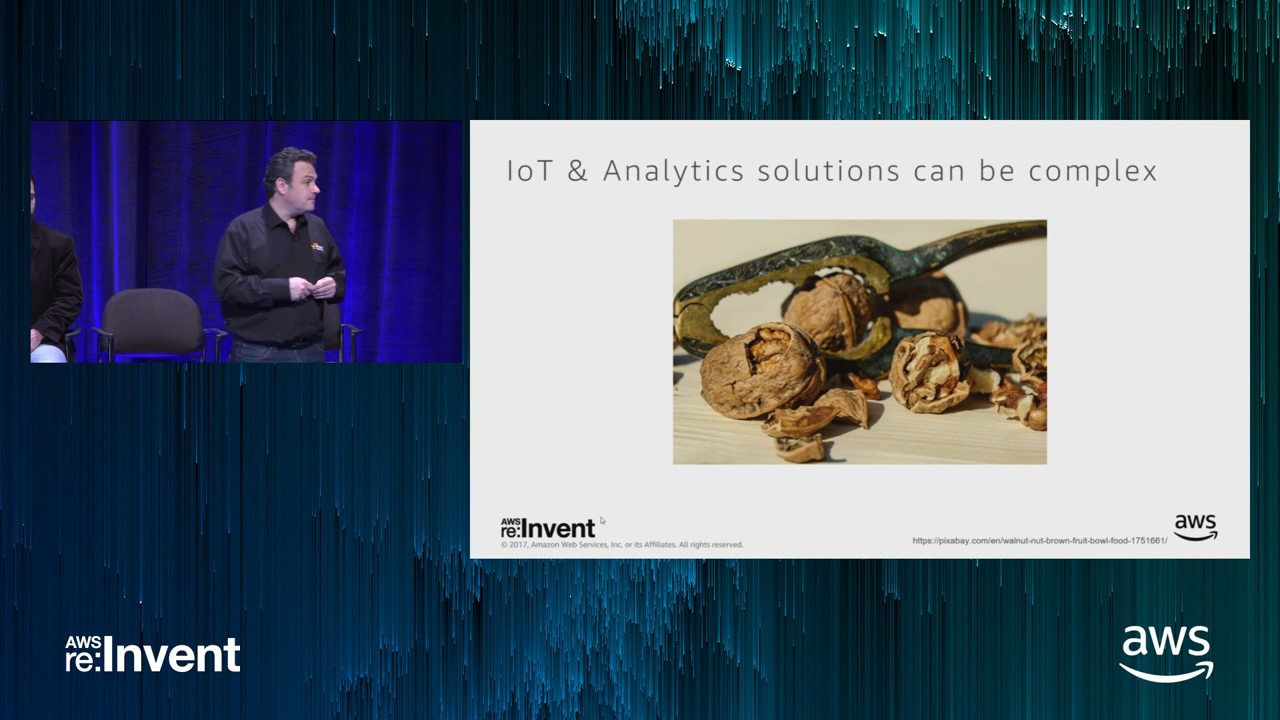 IoT & Analytics solutions can be complex
AWS
re:Invent
© 2017, Amazon Web Services, Inc. or its Affiliates. All rights reserved.
https://pixabay.com/en/walnut-nut-brown-fruit-bowl-food-1751661/
aws
AWS
re:Invent
aws